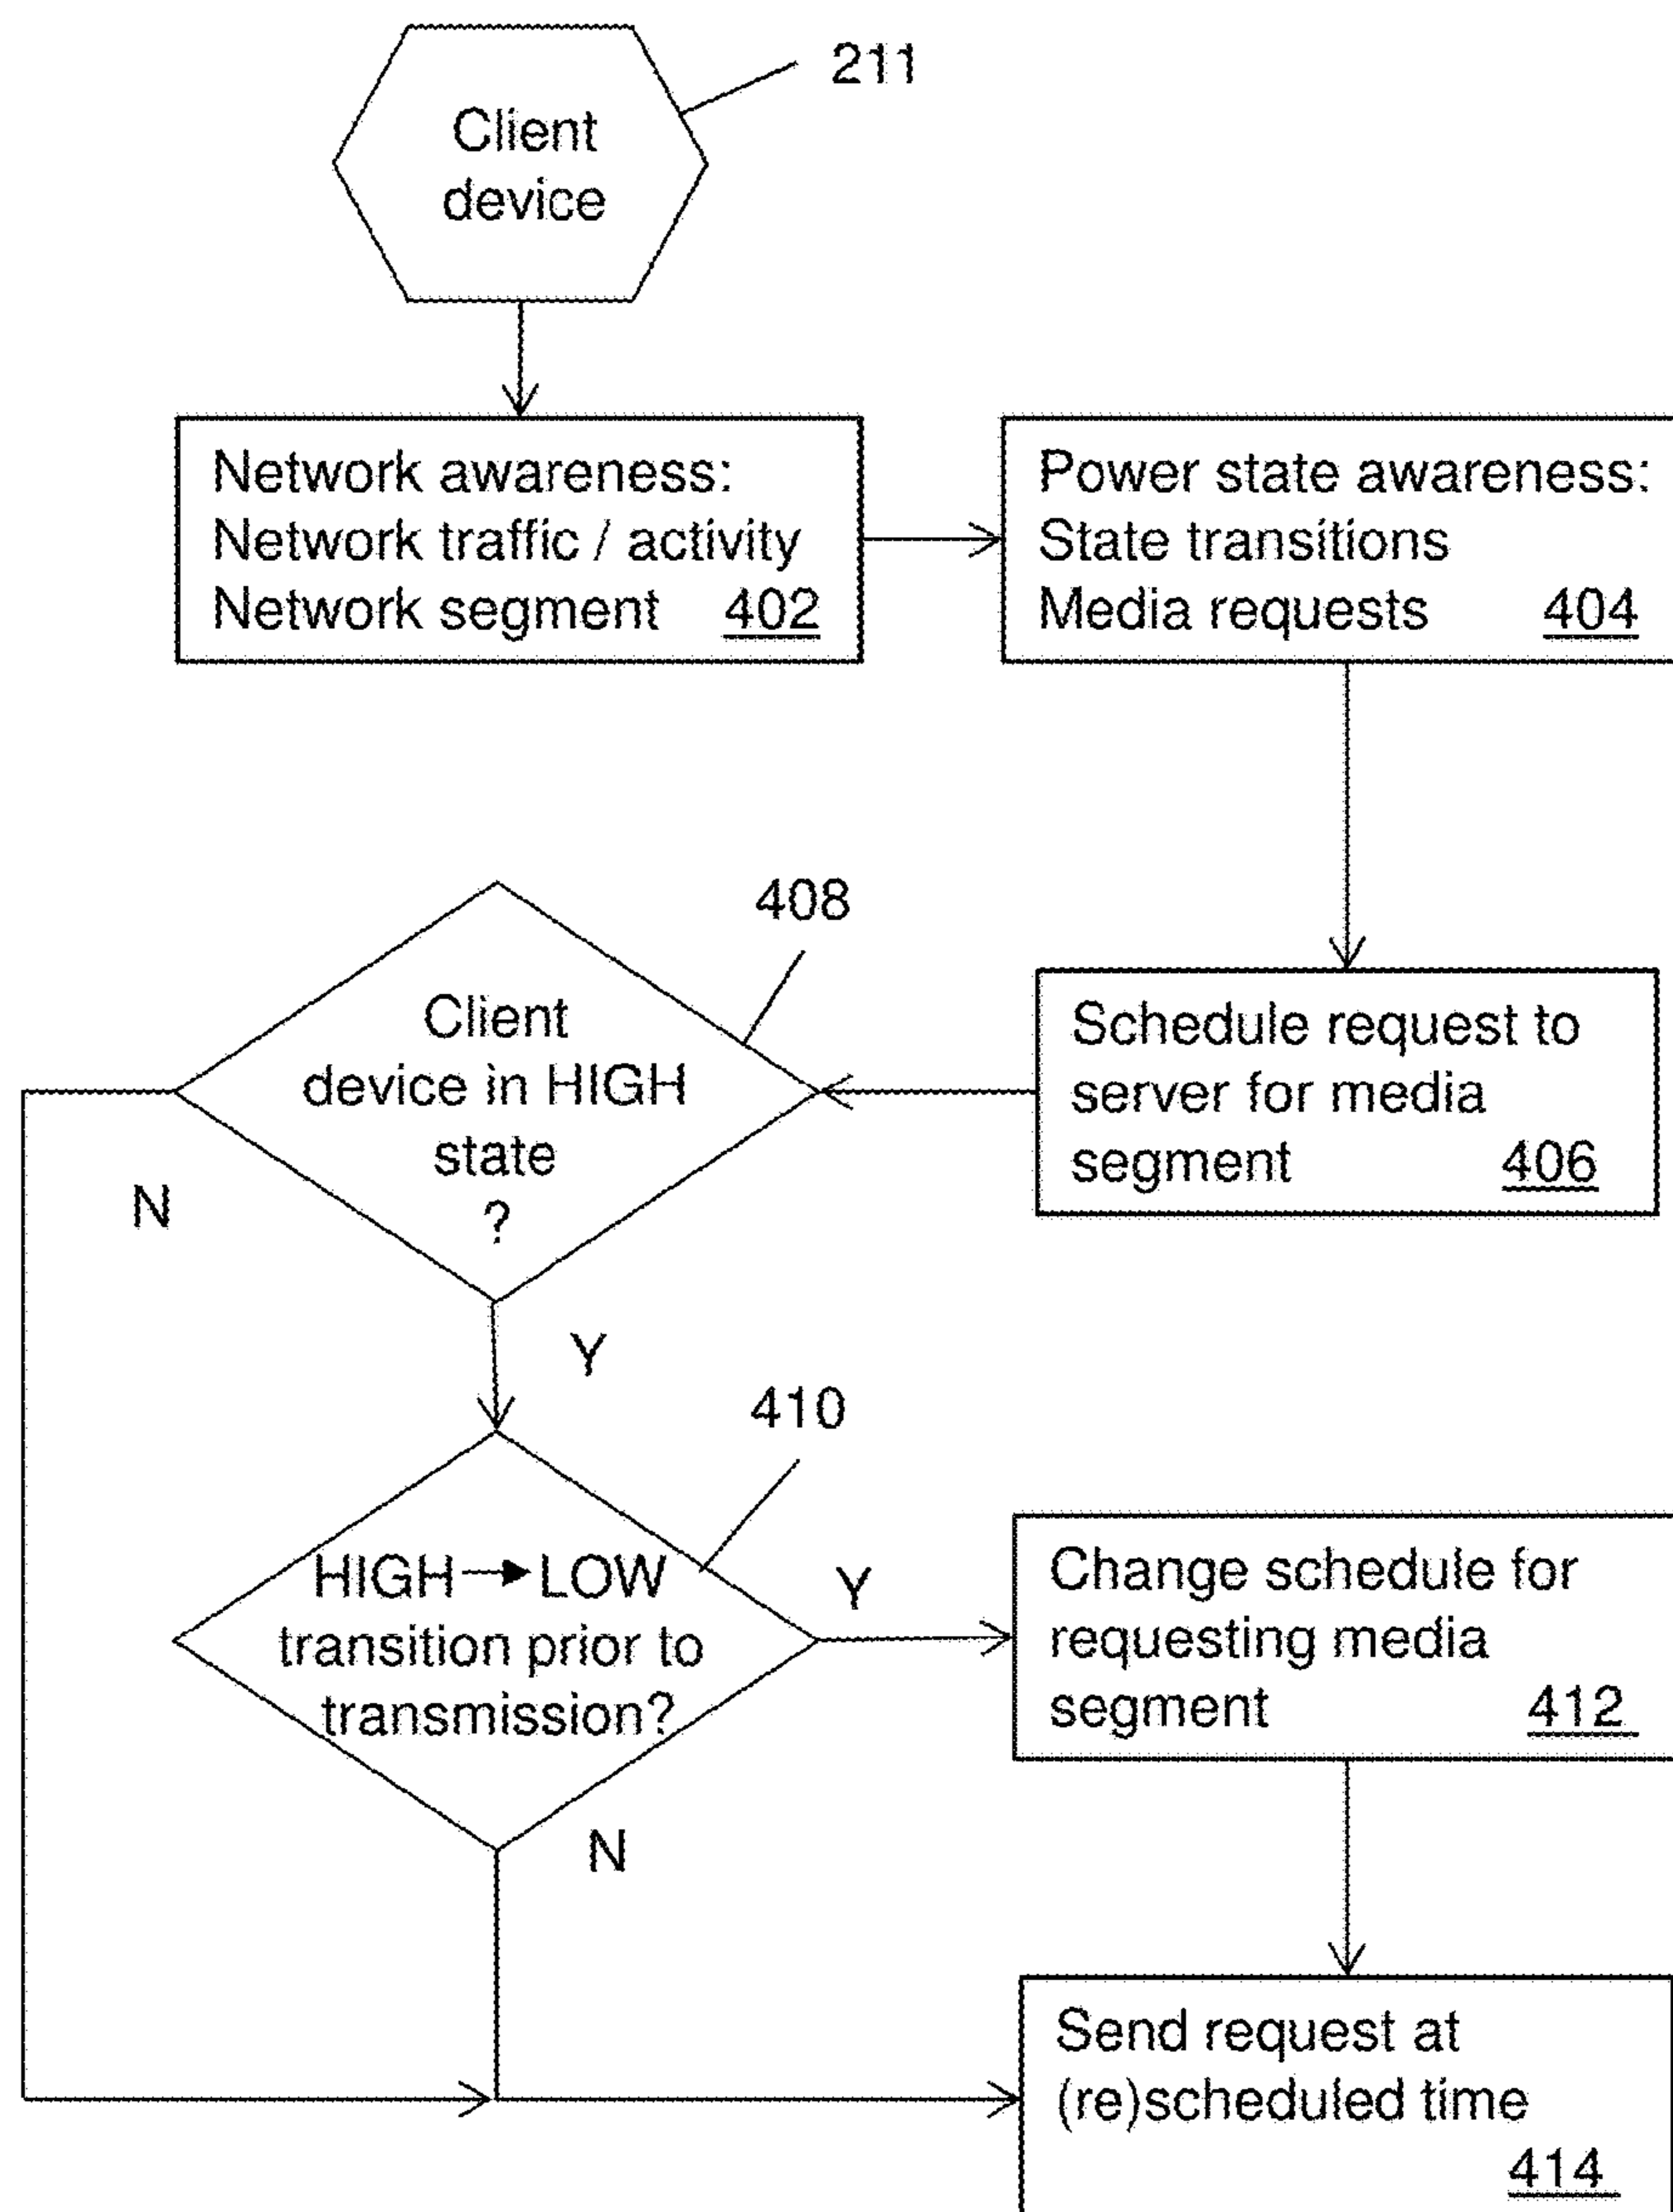 211
Client
device
Network awareness:
Network traffic / activity
Network segment 402
Power state awareness:
State transitions
Media requests 404
Schedule request to
server for media
segment 406
408
Client
device in HIGH
state
?
N
Y
410
HIGH→LOW
transition prior to
transmission?
Y
N
Change schedule for
requesting media
segment 412
Send request at
(re)scheduled time
414